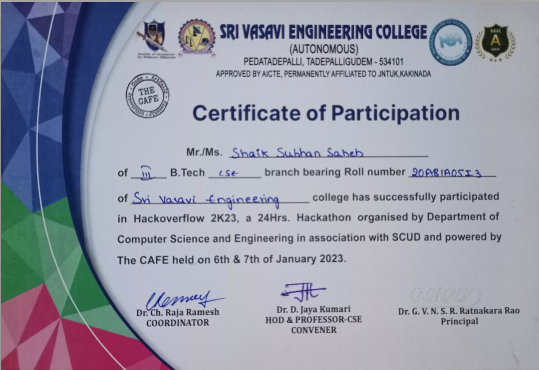 SRI VASAVI ENGINEERING COLLEGE
(AUTONOMOUS)
PEDATADEPALLI, TADEPALLIGUDEM - 534101
APPROVED BY AICTE, PERMANENTLY AFFILIATED TO JNTUK,KAKINADA
THE
CAFE
NAAC
A
Certificate of Participation
Mr./Ms. Shaik Subhan Saheb
of III B.Tech CSE branch bearing Roll number 20A81A05I3
of Sri Vasavi Engineering college has successfully participated
in Hackoverflow 2K23, a 24Hrs. Hackathon organised by Department of
Computer Science and Engineering in association with SCUD and powered by
The CAFE held on 6th & 7th of January 2023.
Dr. Ch. Raja Ramesh
COORDINATOR
Dr. D. Jaya Kumari
HOD & PROFESSOR-CSE
CONVENER
Dr. G. V. N. S. R. Ratnakara Rao
Principal